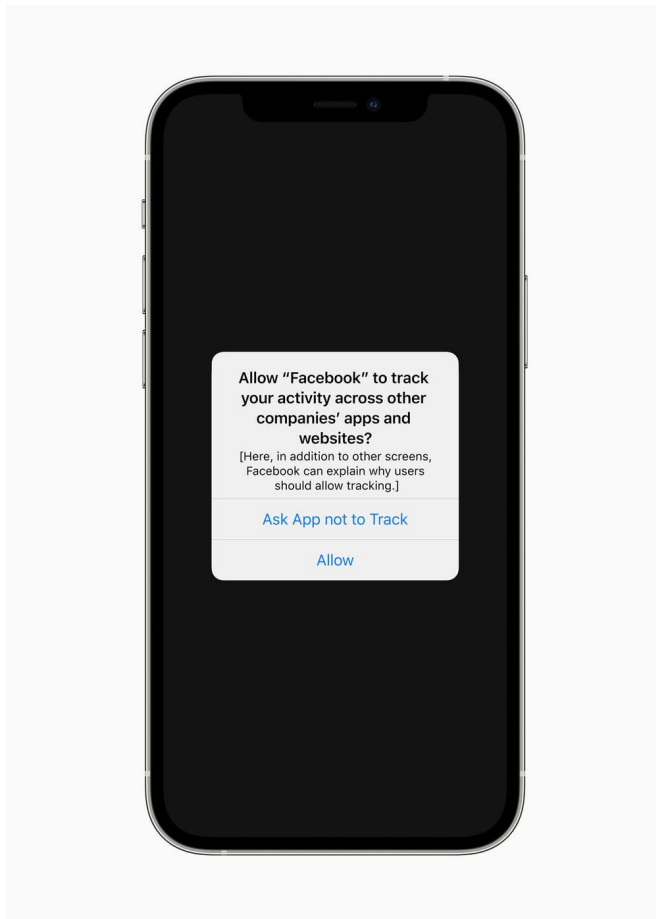 Allow “Facebook” to track
your activity across other
companies’ apps and
websites?
[Here, in addition to other screens,
Facebook can explain why users
should allow tracking.]
Ask App not to Track
Allow